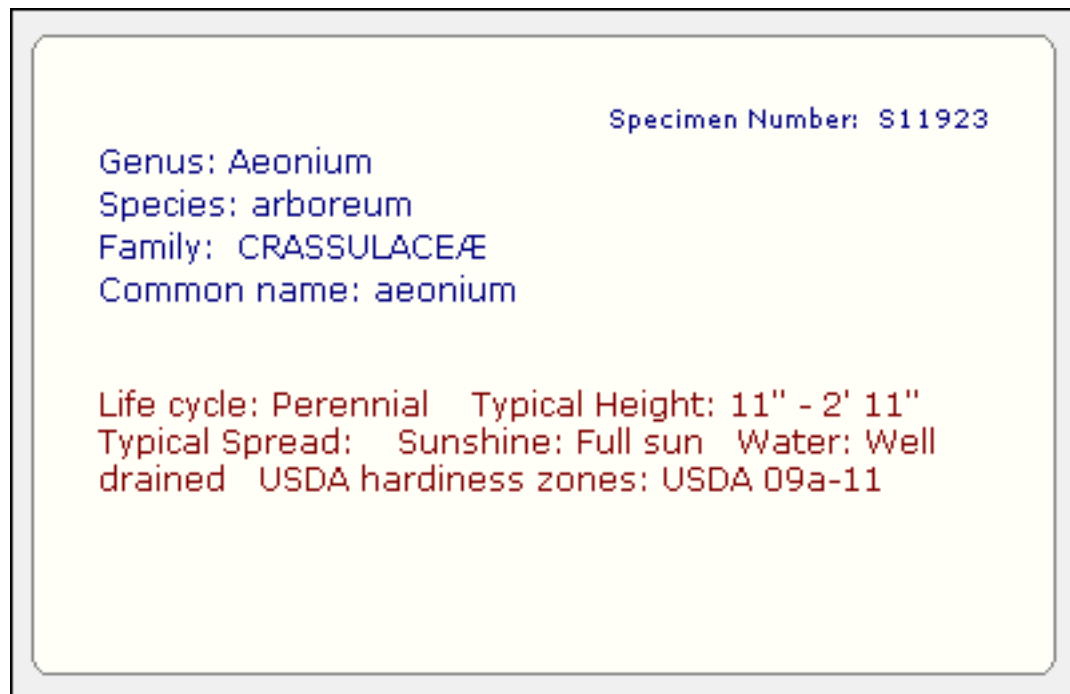 Specimen Number: S11923
Genus: Aeonium
Species: arboreum
Family: CRASSULACEÆ
Common name: aeonium
Life cycle: Perennial Typical Height: 11" - 2' 11"
Typical Spread: Sunshine: Full sun Water: Well
drained USDA hardiness zones: USDA 09a-11